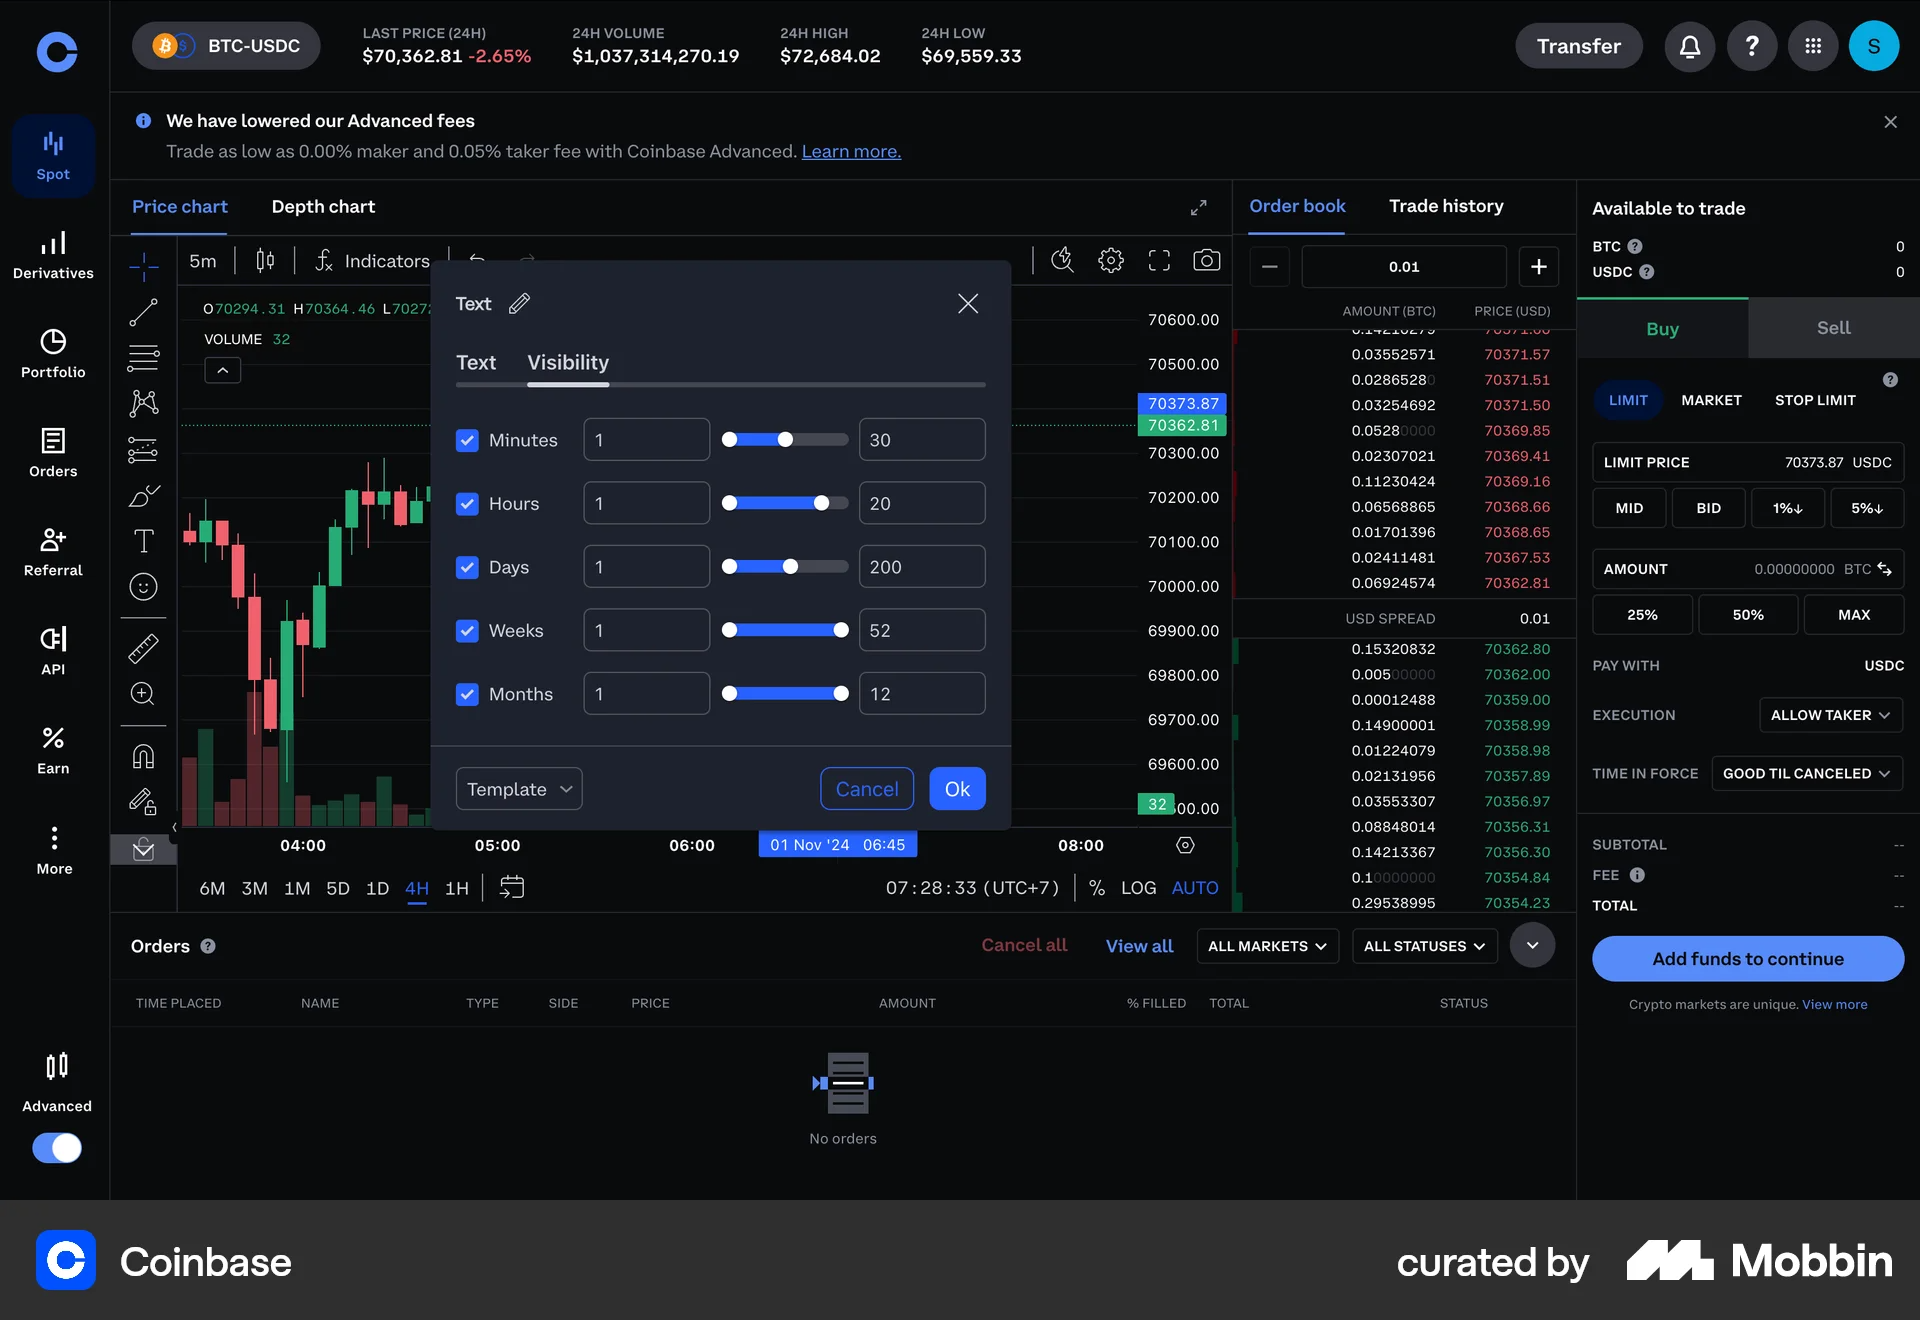 BTC-USDC
LAST PRICE (24H)
$70,362.81 -2.65%
24H VOLUME
$1,037,314,270.19
24H HIGH
$72,684.02
24H LOW
$69,559.33
Transfer
?
S
We have lowered our Advanced fees
Trade as low as 0.00% maker and 0.05% taker fee with Coinbase Advanced. Learn more.
Spot
Derivatives
Portfolio
Orders
Referral
API
Earn
More
Advanced
Price chart
Depth chart
5m
Indicators
O70294.31 H70364.46 L7027
VOLUME 32
Text
Text
Visibility
Minutes
1
30
Hours
1
20
Days
1
200
Weeks
1
52
Months
1
12
Template
Cancel
Ok
70600.00
70500.00
70373.87
70362.81
70300.00
70200.00
70100.00
70000.00
69900.00
69800.00
69700.00
69600.00
32
00.00
04:00
05:00
06:00
01 Nov '24 06:45
08:00
6M 3M 1M 5D 1D 4H 1H
07:28:33 (UTC+7)
% LOG AUTO
Order book
Trade history
0.01
AMOUNT (BTC) PRICE (USD)
0.03552571 70371.57
0.02865280 70371.51
0.03254692 70371.50
0.05280000 70369.85
0.02307021 70369.41
0.11230424 70369.16
0.06568865 70368.66
0.01701396 70368.65
0.02411481 70367.53
0.06924574 70362.81
USD SPREAD 0.01
0.15320832 70362.80
0.00500000 70362.00
0.00012488 70359.00
0.14900001 70358.99
0.01224079 70358.98
0.02131956 70357.89
0.03553307 70356.97
0.08848014 70356.31
0.14213367 70356.30
0.10000000 70354.84
0.29538995 70354.23
Available to trade
BTC ? 0
USDC ? 0
Buy
Sell
?
LIMIT
MARKET
STOP LIMIT
LIMIT PRICE 70373.87 USDC
MID
BID
1%↓
5%↓
AMOUNT 0.00000000 BTC
25%
50%
MAX
PAY WITH USDC
EXECUTION ALLOW TAKER
TIME IN FORCE GOOD TIL CANCELED
SUBTOTAL --
FEE --
TOTAL --
Add funds to continue
Crypto markets are unique. View more
Orders ?
Cancel all
View all
ALL MARKETS
ALL STATUSES
TIME PLACED NAME TYPE SIDE PRICE AMOUNT % FILLED TOTAL STATUS
No orders
Coinbase
curated by
Mobbin